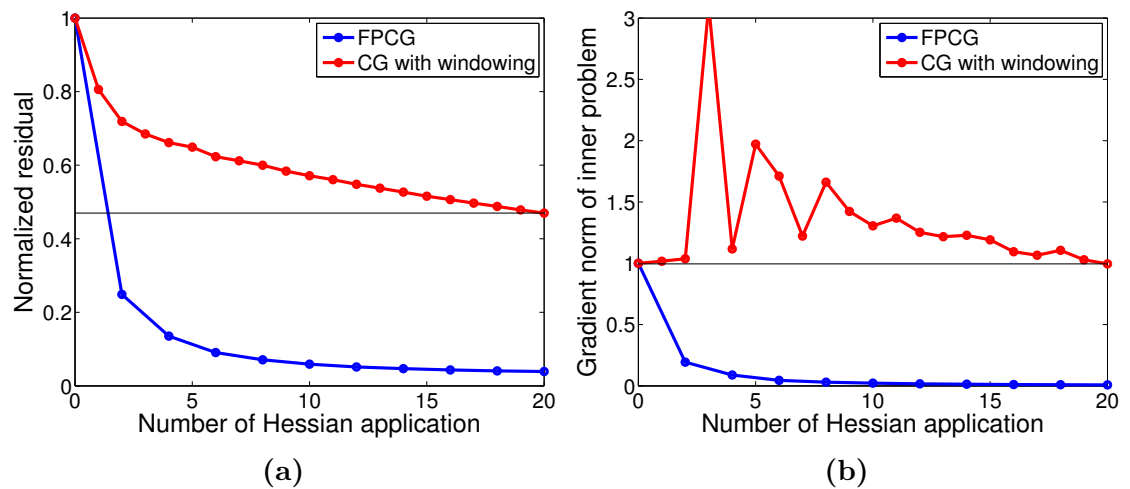 1
0.8
0.6
0.4
0.2
0
Normalized residual
FPCG
CG with windowing
0 5 10 15 20
Number of Hessian application
(a)
3
2.5
2
1.5
1
0.5
0
Gradient norm of inner problem
FPCG
CG with windowing
0 5 10 15 20
Number of Hessian application
(b)